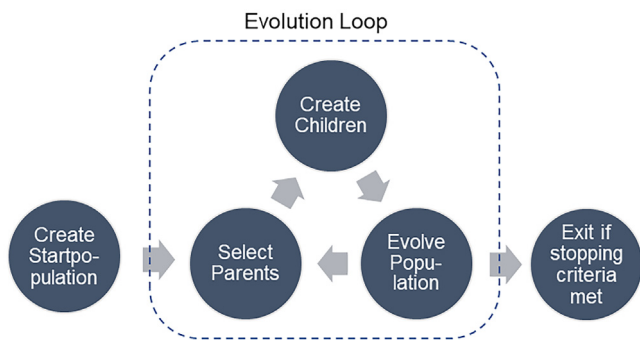 Evolution Loop
Create
Children
Create
Startpo-
pulation
Select
Parents
Evolve
Popu-
lation
Exit if
stopping
criteria
met